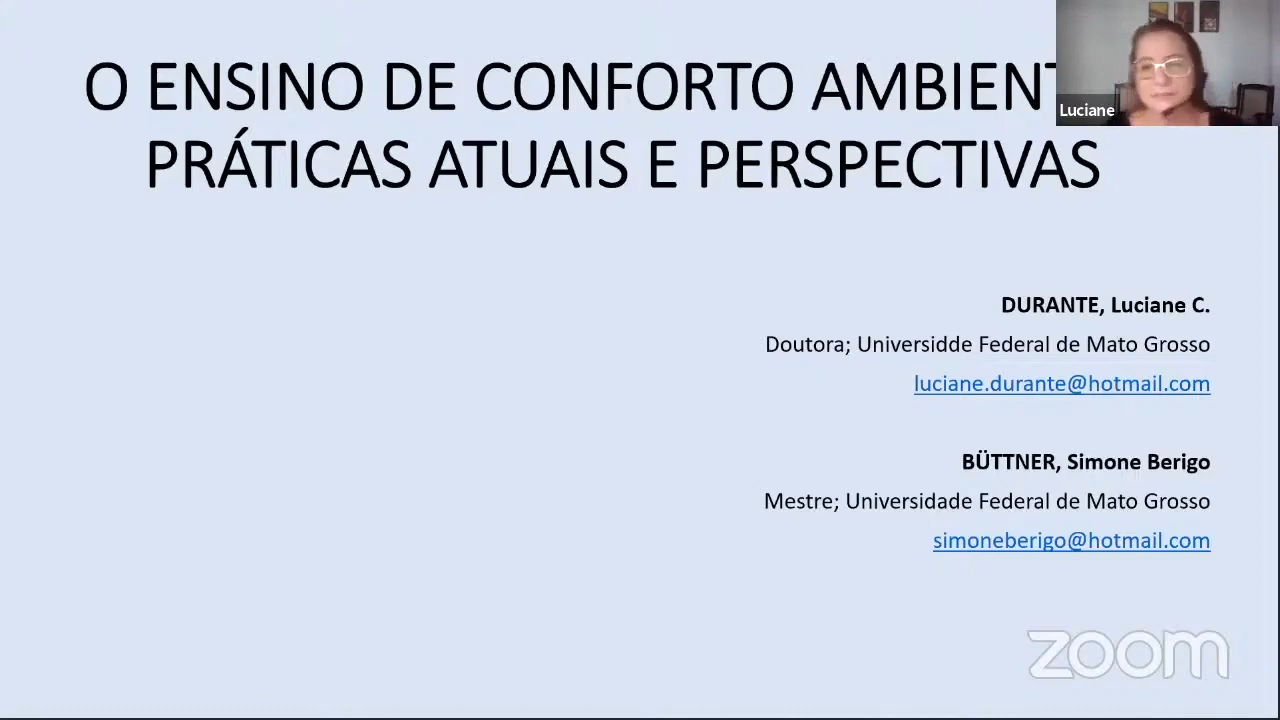 O ENSINO DE CONFORTO AMBIENT
PRÁTICAS ATUAIS E PERSPECTIVAS
Luciane
DURANTE, Luciane C.
Doutora; Universidde Federal de Mato Grosso
luciane.durante@hotmail.com
BÜTTNER, Simone Berigo
Mestre; Universidade Federal de Mato Grosso
simoneberigo@hotmail.com
zoom